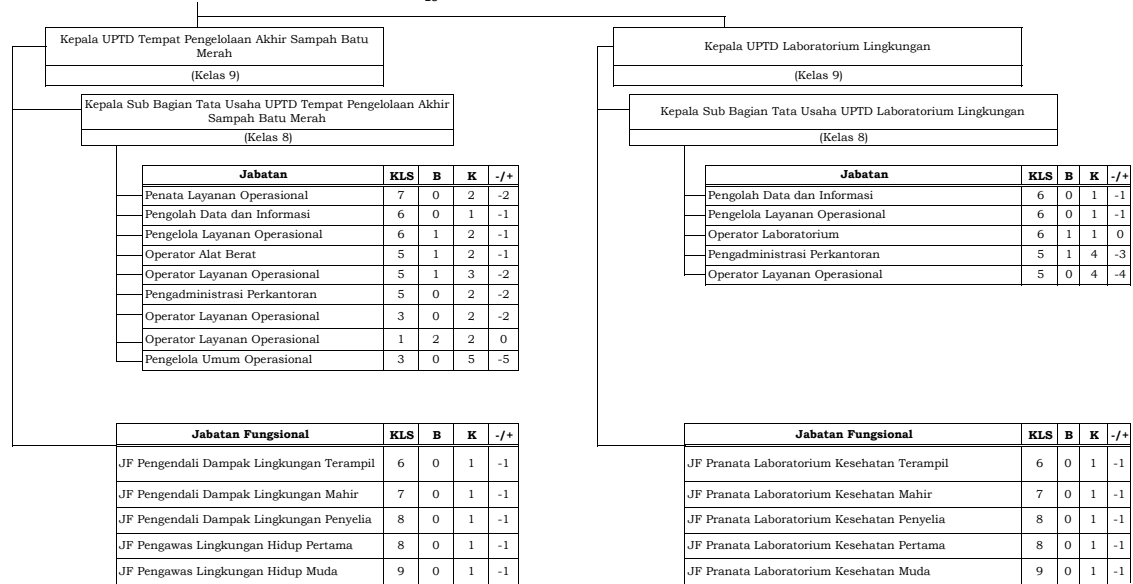 Kepala UPTD Tempat Pengelolaan Akhir Sampah Batu
Merah
(Kelas 9)
Kepala Sub Bagian Tata Usaha UPTD Tempat Pengelolaan Akhir
Sampah Batu Merah
(Kelas 8)
Jabatan KLS B K -/+
Penata Layanan Operasional 7 0 2 -2
Pengolah Data dan Informasi 6 0 1 -1
Pengelola Layanan Operasional 6 1 2 -1
Operator Alat Berat 5 1 2 -1
Operator Layanan Operasional 5 1 3 -2
Pengadministrasi Perkantoran 5 0 2 -2
Operator Layanan Operasional 3 0 2 -2
Operator Layanan Operasional 1 2 2 0
Pengelola Umum Operasional 3 0 5 -5
Jabatan Fungsional KLS B K -/+
JF Pengendali Dampak Lingkungan Terampil 6 0 1 -1
JF Pengendali Dampak Lingkungan Mahir 7 0 1 -1
JF Pengendali Dampak Lingkungan Penyelia 8 0 1 -1
JF Pengawas Lingkungan Hidup Pertama 8 0 1 -1
JF Pengawas Lingkungan Hidup Muda 9 0 1 -1
Kepala UPTD Laboratorium Lingkungan
(Kelas 9)
Kepala Sub Bagian Tata Usaha UPTD Laboratorium Lingkungan
(Kelas 8)
Jabatan KLS B K -/+
Pengolah Data dan Informasi 6 0 1 -1
Pengelola Layanan Operasional 6 0 1 -1
Operator Laboratorium 6 1 1 0
Pengadministrasi Perkantoran 5 1 4 -3
Operator Layanan Operasional 5 0 4 -4
Jabatan Fungsional KLS B K -/+
JF Pranata Laboratorium Kesehatan Terampil 6 0 1 -1
JF Pranata Laboratorium Kesehatan Mahir 7 0 1 -1
JF Pranata Laboratorium Kesehatan Penyelia 8 0 1 -1
JF Pranata Laboratorium Kesehatan Pertama 8 0 1 -1
JF Pranata Laboratorium Kesehatan Muda 9 0 1 -1